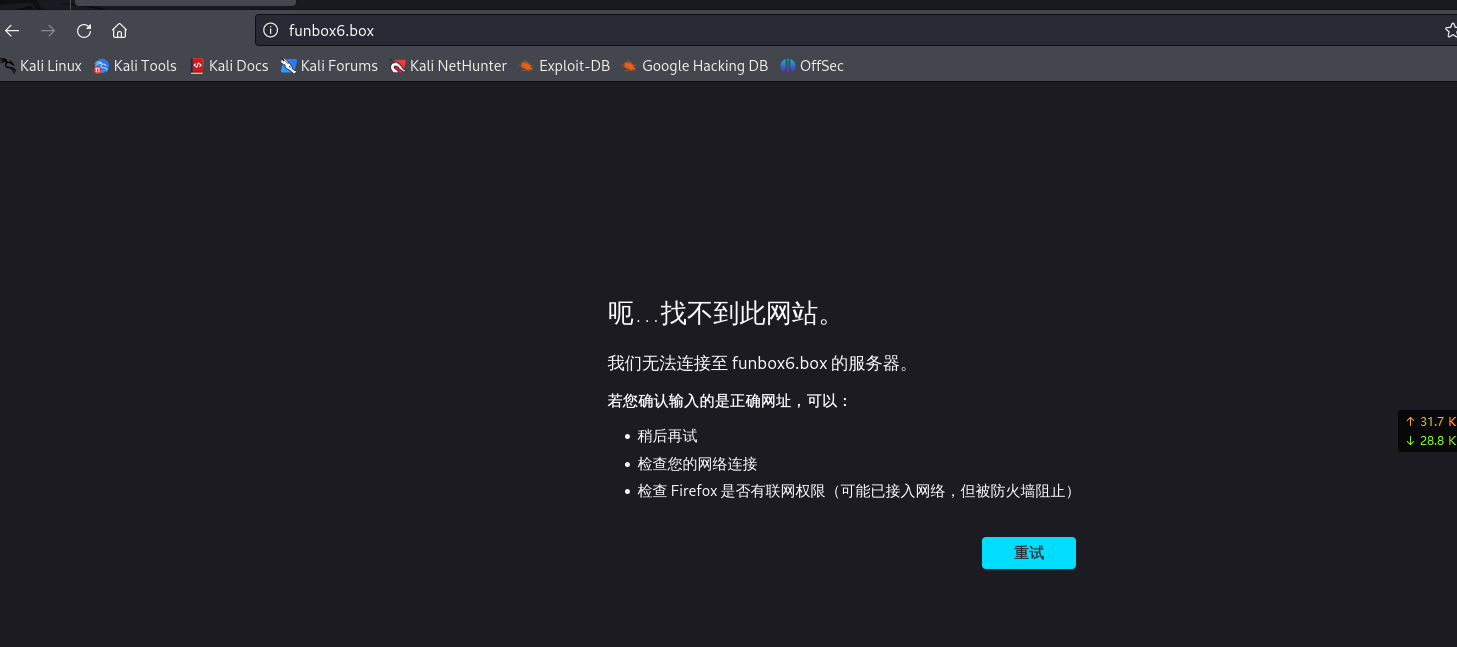 funbox6.box
Kali Linux Kali Tools Kali Docs Kali Forums Kali NetHunter Exploit-DB Google Hacking DB OffSec
呃…找不到此网站。
我们无法连接至 funbox6.box 的服务器。
若您确认输入的是正确网址，可以：
• 稍后再试
• 检查您的网络连接
• 检查 Firefox 是否有联网权限（可能已接入网络，但被防火墙阻止）
↑ 31.7 K
↓ 28.8 K
重试